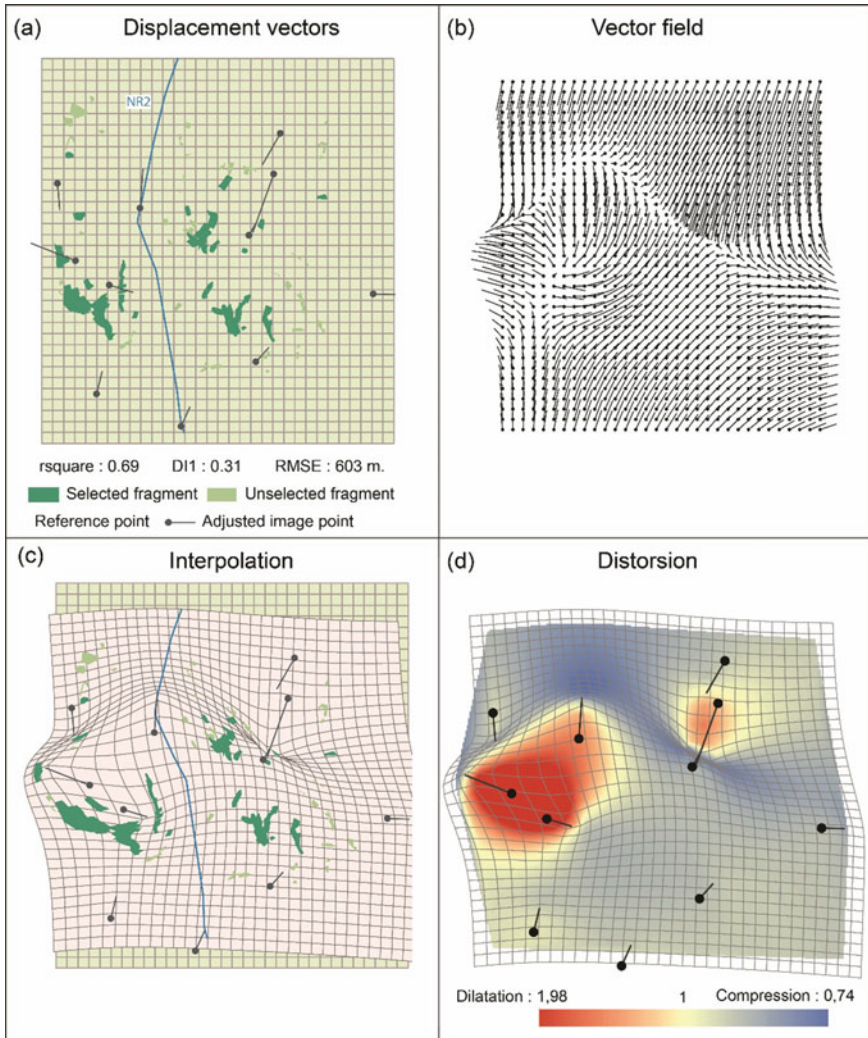 (a) Displacement vectors
NR2
rsquare : 0.69 DI1 : 0.31 RMSE : 603 m.
Selected fragment Unselected fragment
Reference point Adjusted image point
(b) Vector field
(c) Interpolation
(d) Distorsion
Dilatation : 1,98 1 Compression : 0,74